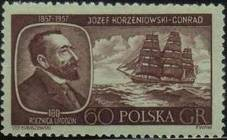 1857-1957
JÓZEF KORZENIOWSKI-CONRAD
100
ROCZNICA URODZIN
60 POLSKA GR